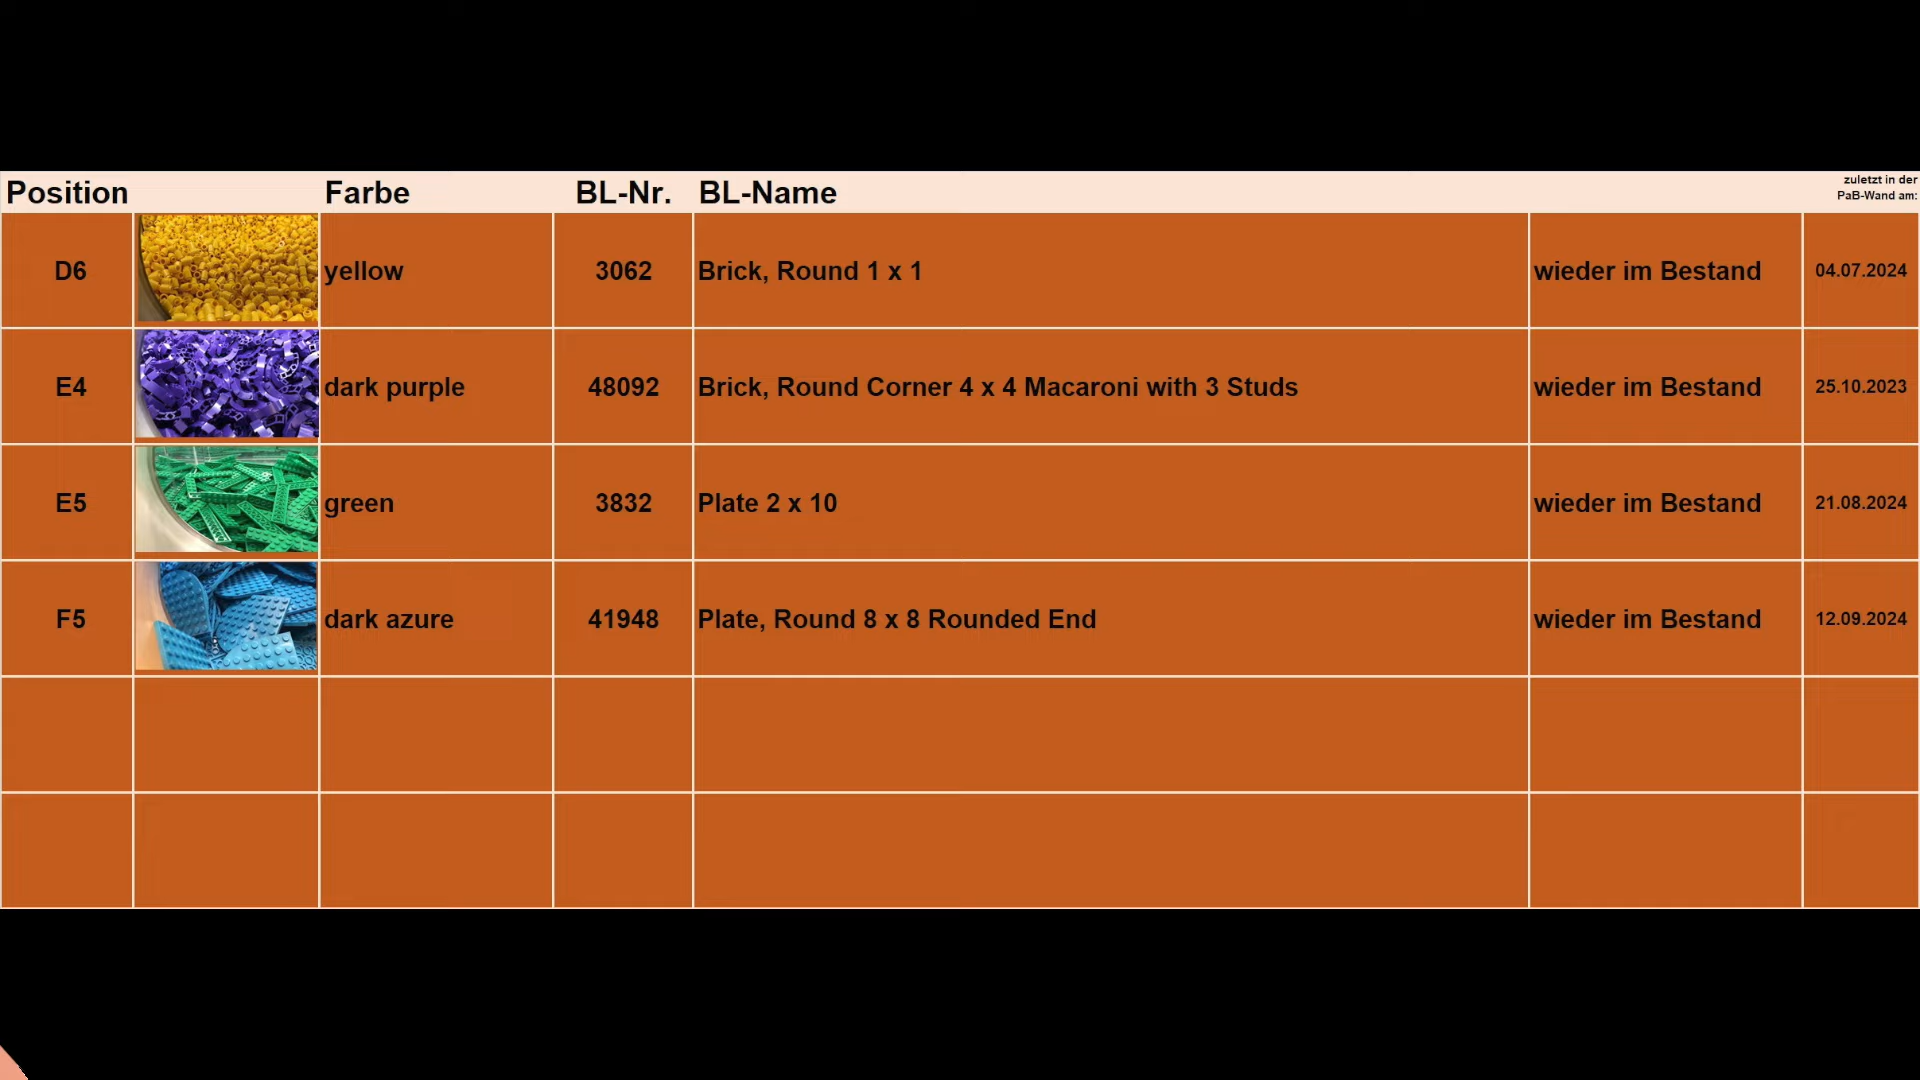 Position Farbe BL-Nr. BL-Name zuletzt in der
PaB-Wand am:
D6 yellow 3062 Brick, Round 1 x 1 wieder im Bestand 04.07.2024
E4 dark purple 48092 Brick, Round Corner 4 x 4 Macaroni with 3 Studs wieder im Bestand 25.10.2023
E5 green 3832 Plate 2 x 10 wieder im Bestand 21.08.2024
F5 dark azure 41948 Plate, Round 8 x 8 Rounded End wieder im Bestand 12.09.2024